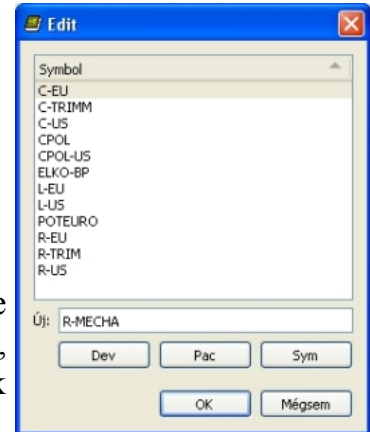 Edit
Symbol
C-EU
C-TRIMM
C-US
CPOL
CPOL-US
ELKO-BP
L-EU
L-US
POTEURO
R-EU
R-TRIM
R-US
e
Új: R-MECHA
,
Dev Pac Sym
k
OK Mégsem